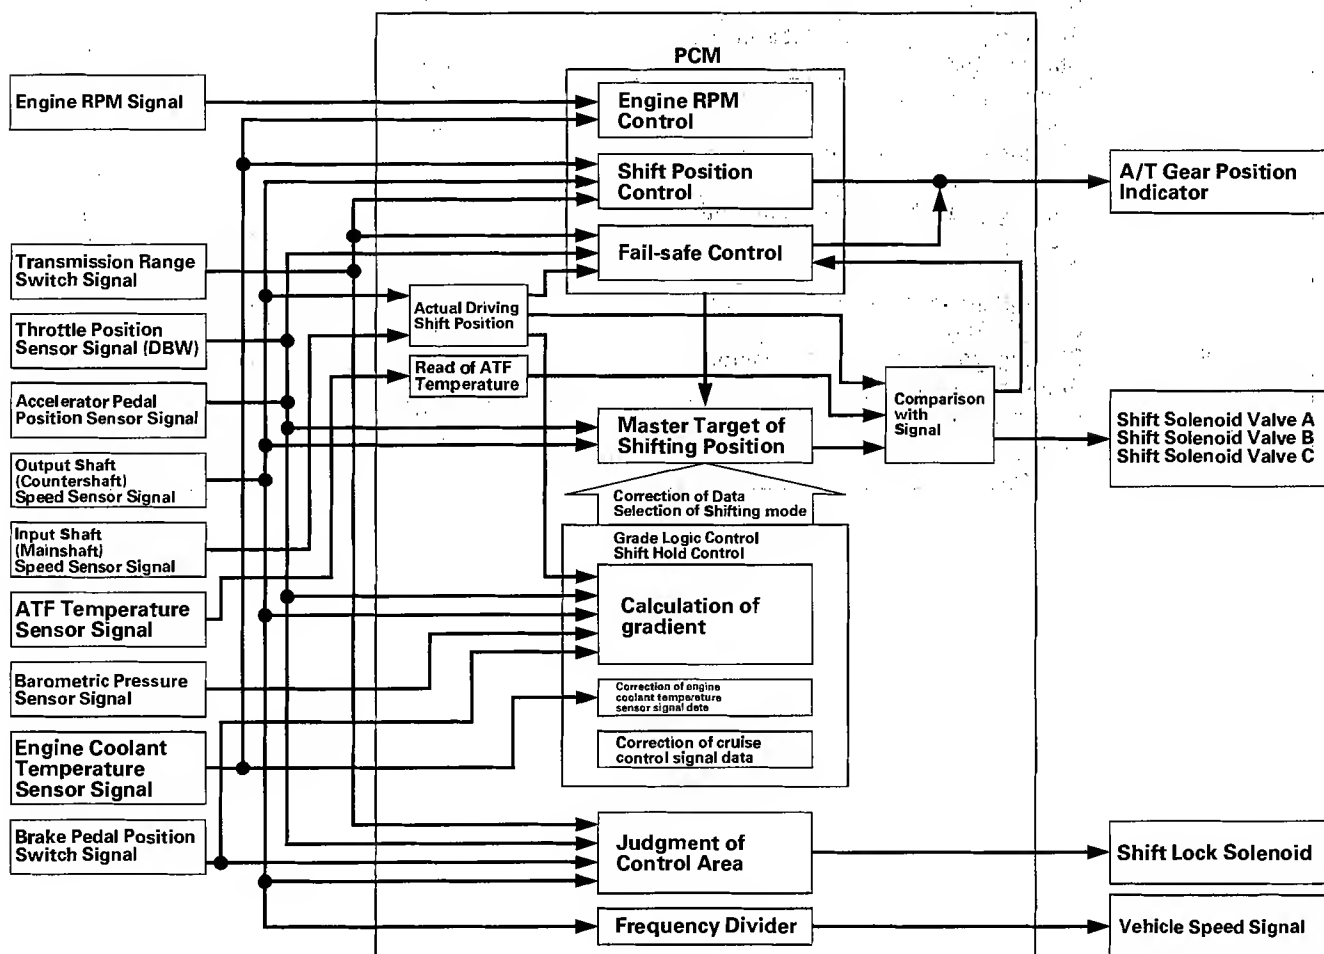 PCM
Engine RPM Signal
Engine RPM
Control
Shift Position
Control
A/T Gear Position
Indicator
Transmission Range
Switch Signal
Fail-safe Control
Actual Driving
Shift Position
Throttle Position
Sensor Signal (DBW)
Read of ATF
Temperature
Accelerator Pedal
Position Sensor Signal
Master Target of
Shifting Position
Comparison
with
Signal
Shift Solenoid Valve A
Shift Solenoid Valve B
Shift Solenoid Valve C
Output Shaft
(Countershaft)
Speed Sensor Signal
Correction of Data
Selection of Shifting mode
Input Shaft
(Mainshaft)
Speed Sensor Signal
Grade Logic Control
Shift Hold Control
ATF Temperature
Sensor Signal
Calculation of
gradient
Barometric Pressure
Sensor Signal
Correction of engine
coolant temperature
sensor signal data
Engine Coolant
Temperature
Sensor Signal
Correction of cruise
control signal data
Brake Pedal Position
Switch Signal
Judgment of
Control Area
Shift Lock Solenoid
Frequency Divider
Vehicle Speed Signal